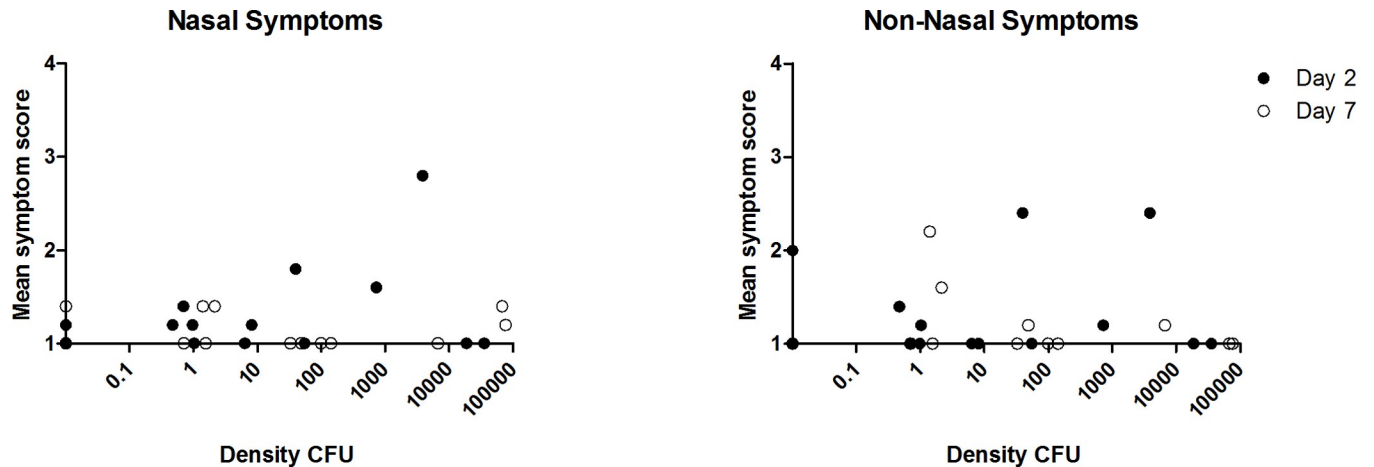 Nasal Symptoms
Mean symptom score
4
3
2
1
0.1
1
10
100
1000
10000
100000
Density CFU
Non-Nasal Symptoms
Mean symptom score
4
3
2
1
0.1
1
10
100
1000
10000
100000
Density CFU
Day 2
Day 7